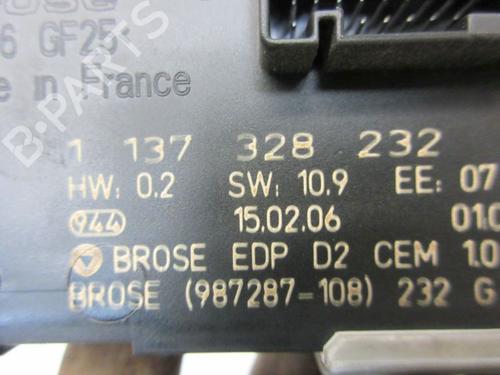 6 GF25
in France
1 137 328 232
HW: 0.2 SW: 10.9 EE: 07
944 15.02.06 01.0
BROSE EDP D2 CEM 1.0
BROSE (987287-108) 232 G
B-PARTS